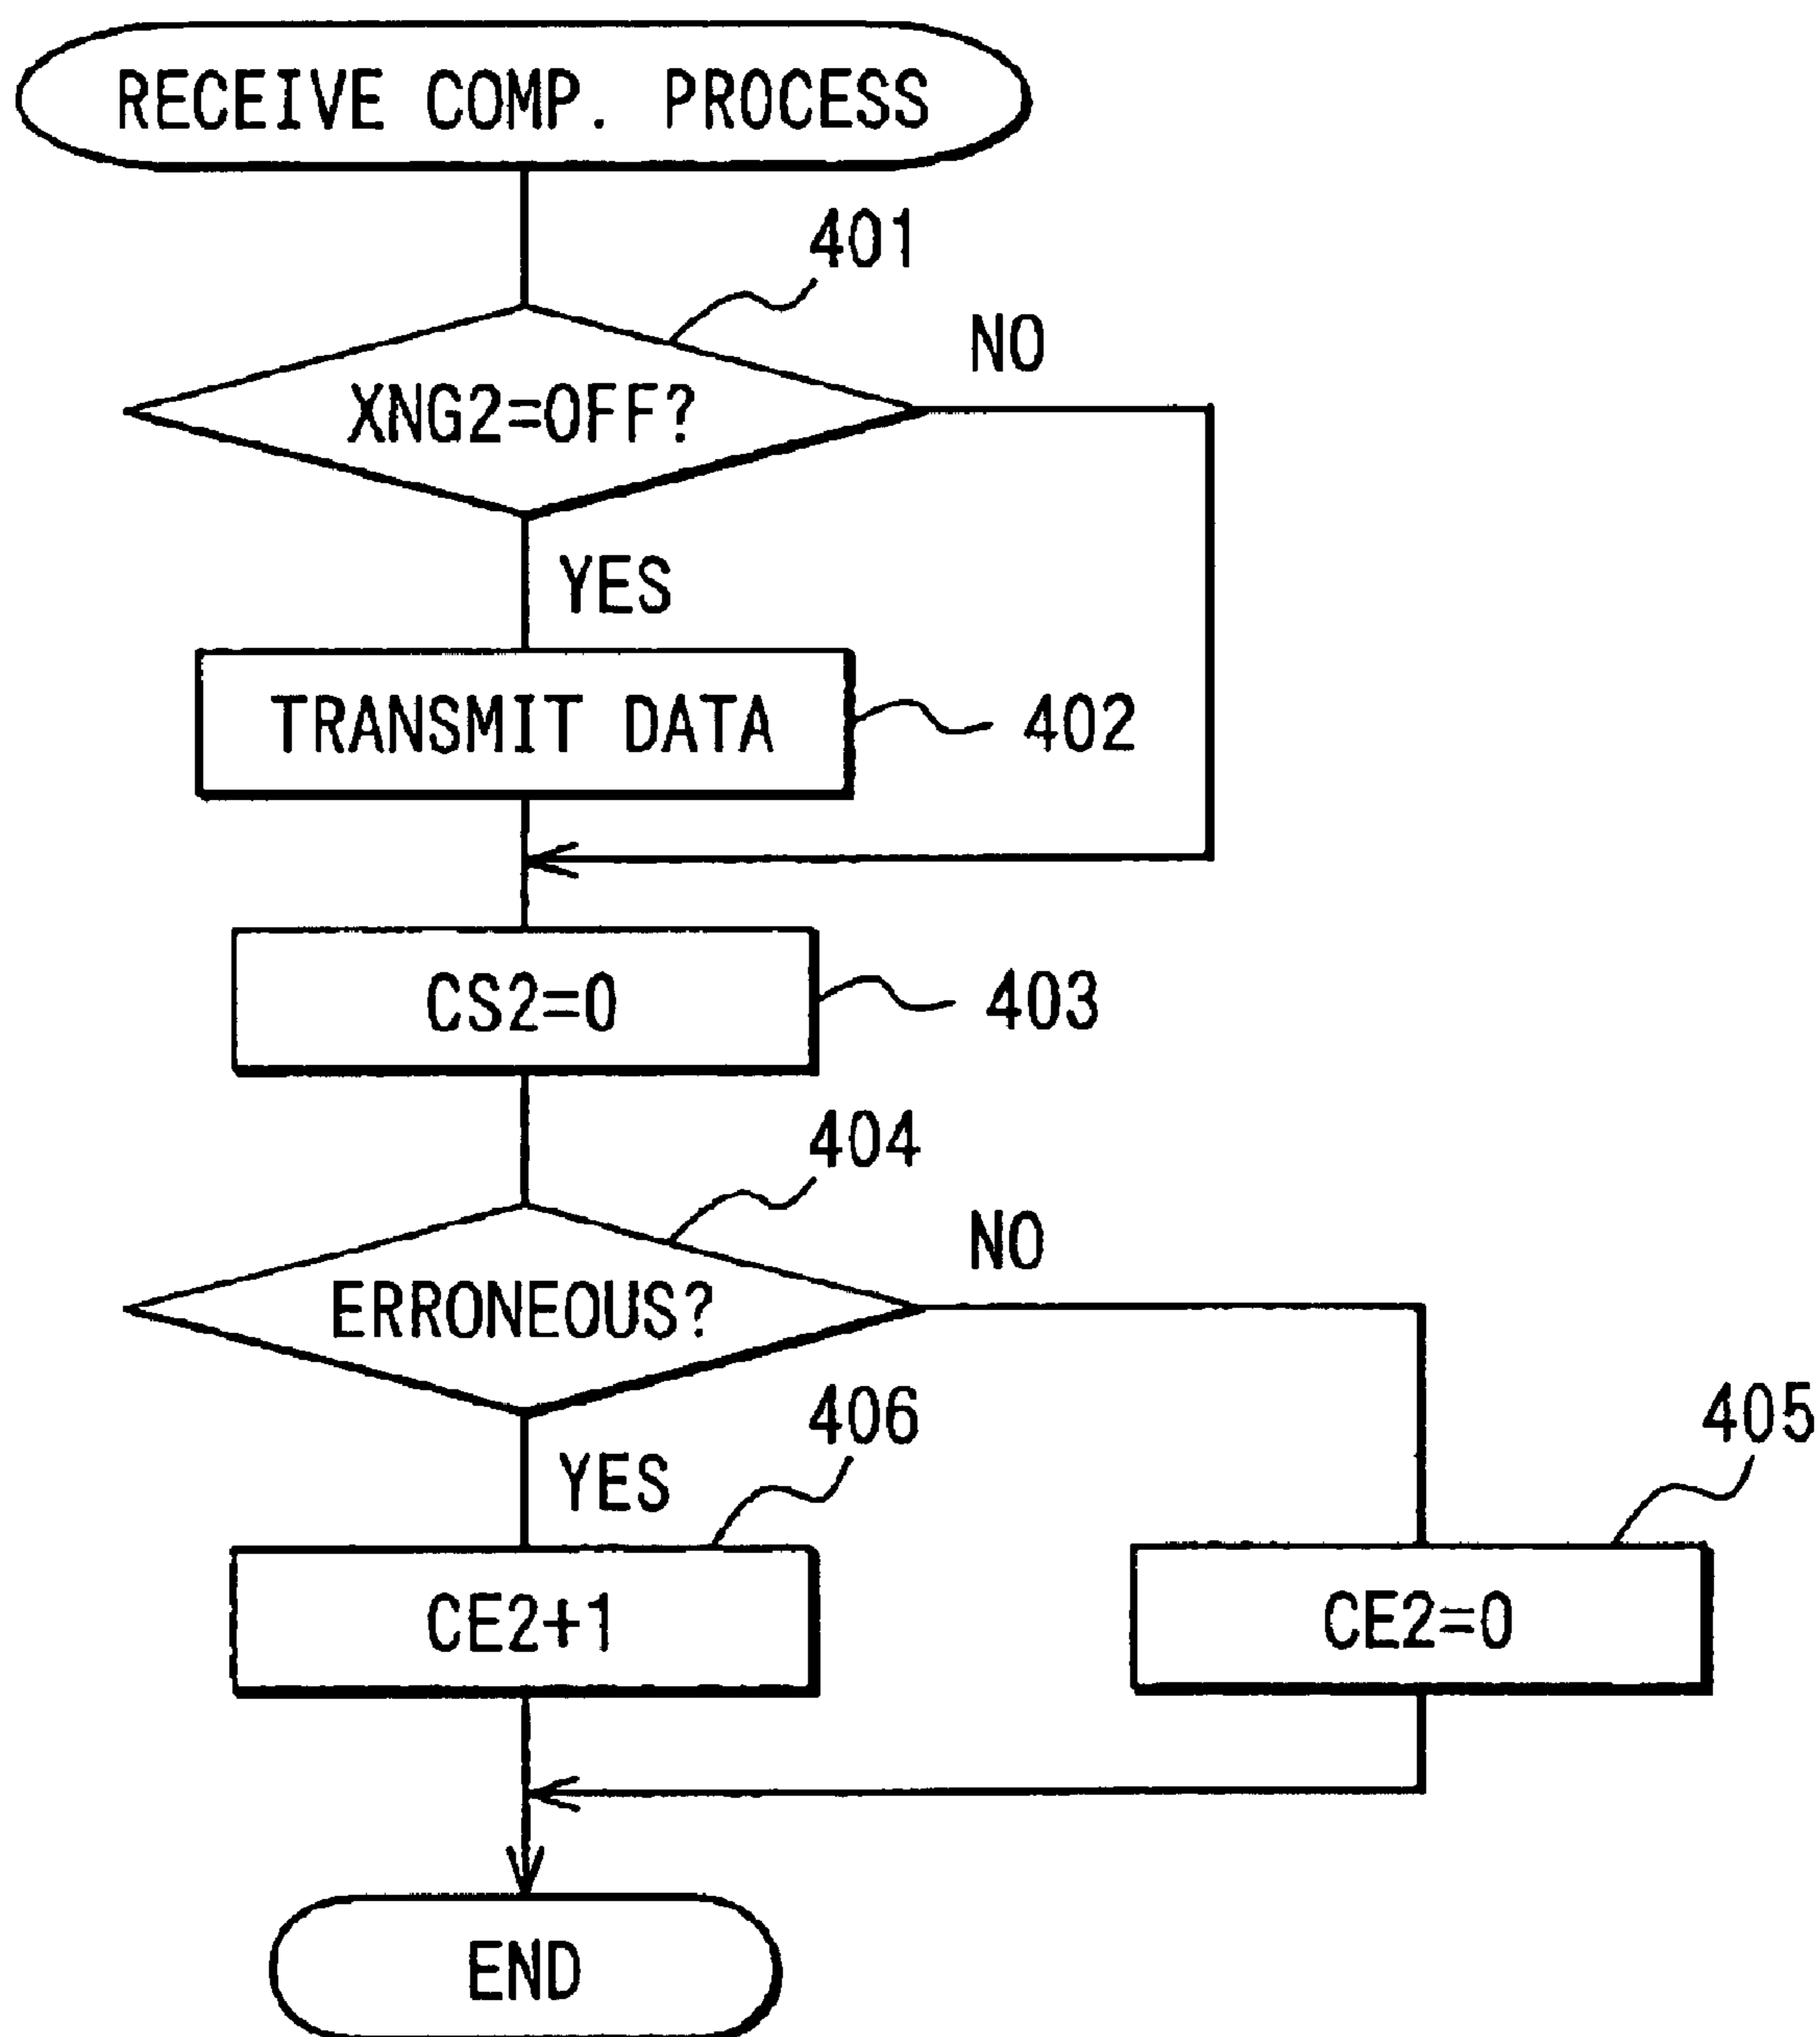 RECEIVE COMP. PROCESS
401
XNG2=OFF?
NO
YES
TRANSMIT DATA
402
CS2=0
403
404
ERRONEOUS?
NO
YES
406
405
CE2+1
CE2=0
END